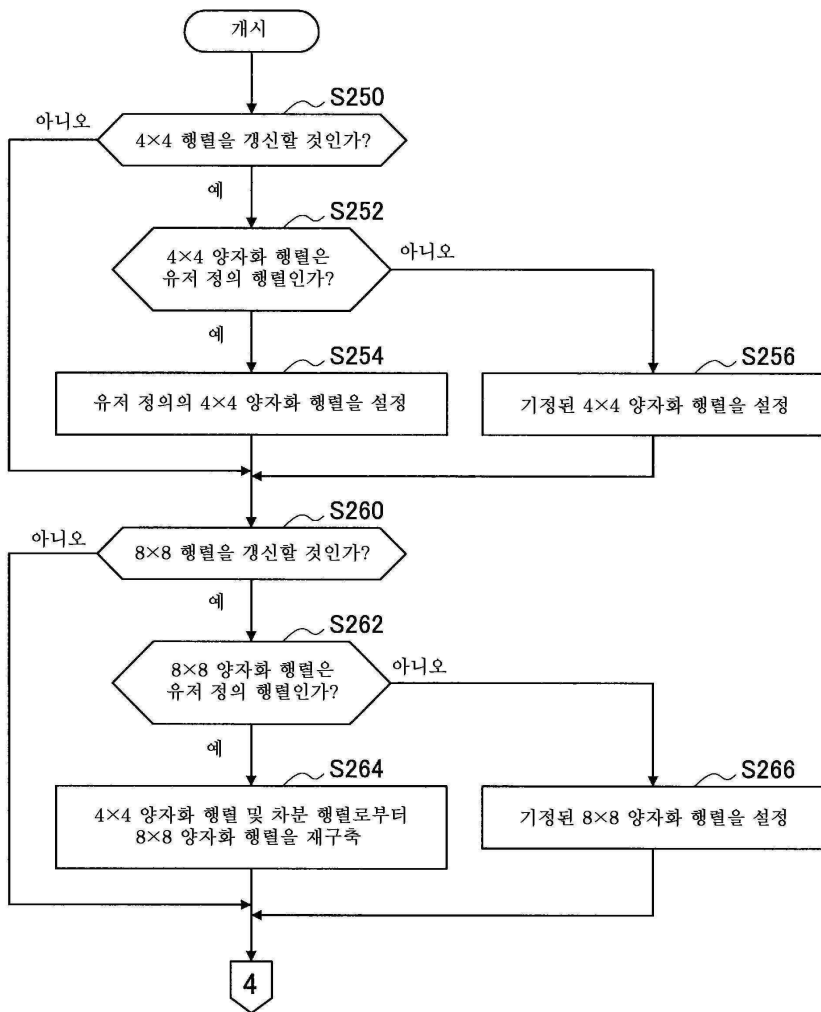 개시
S250
아니오
4×4 행렬을 갱신할 것인가?
예
S252
4×4 양자화 행렬은
유저 정의 행렬인가?
아니오
예
S254
유저 정의의 4×4 양자화 행렬을 설정
S256
기정된 4×4 양자화 행렬을 설정
S260
아니오
8×8 행렬을 갱신할 것인가?
예
S262
8×8 양자화 행렬은
유저 정의 행렬인가?
아니오
예
S264
4×4 양자화 행렬 및 차분 행렬로부터
8×8 양자화 행렬을 재구축
S266
기정된 8×8 양자화 행렬을 설정
4